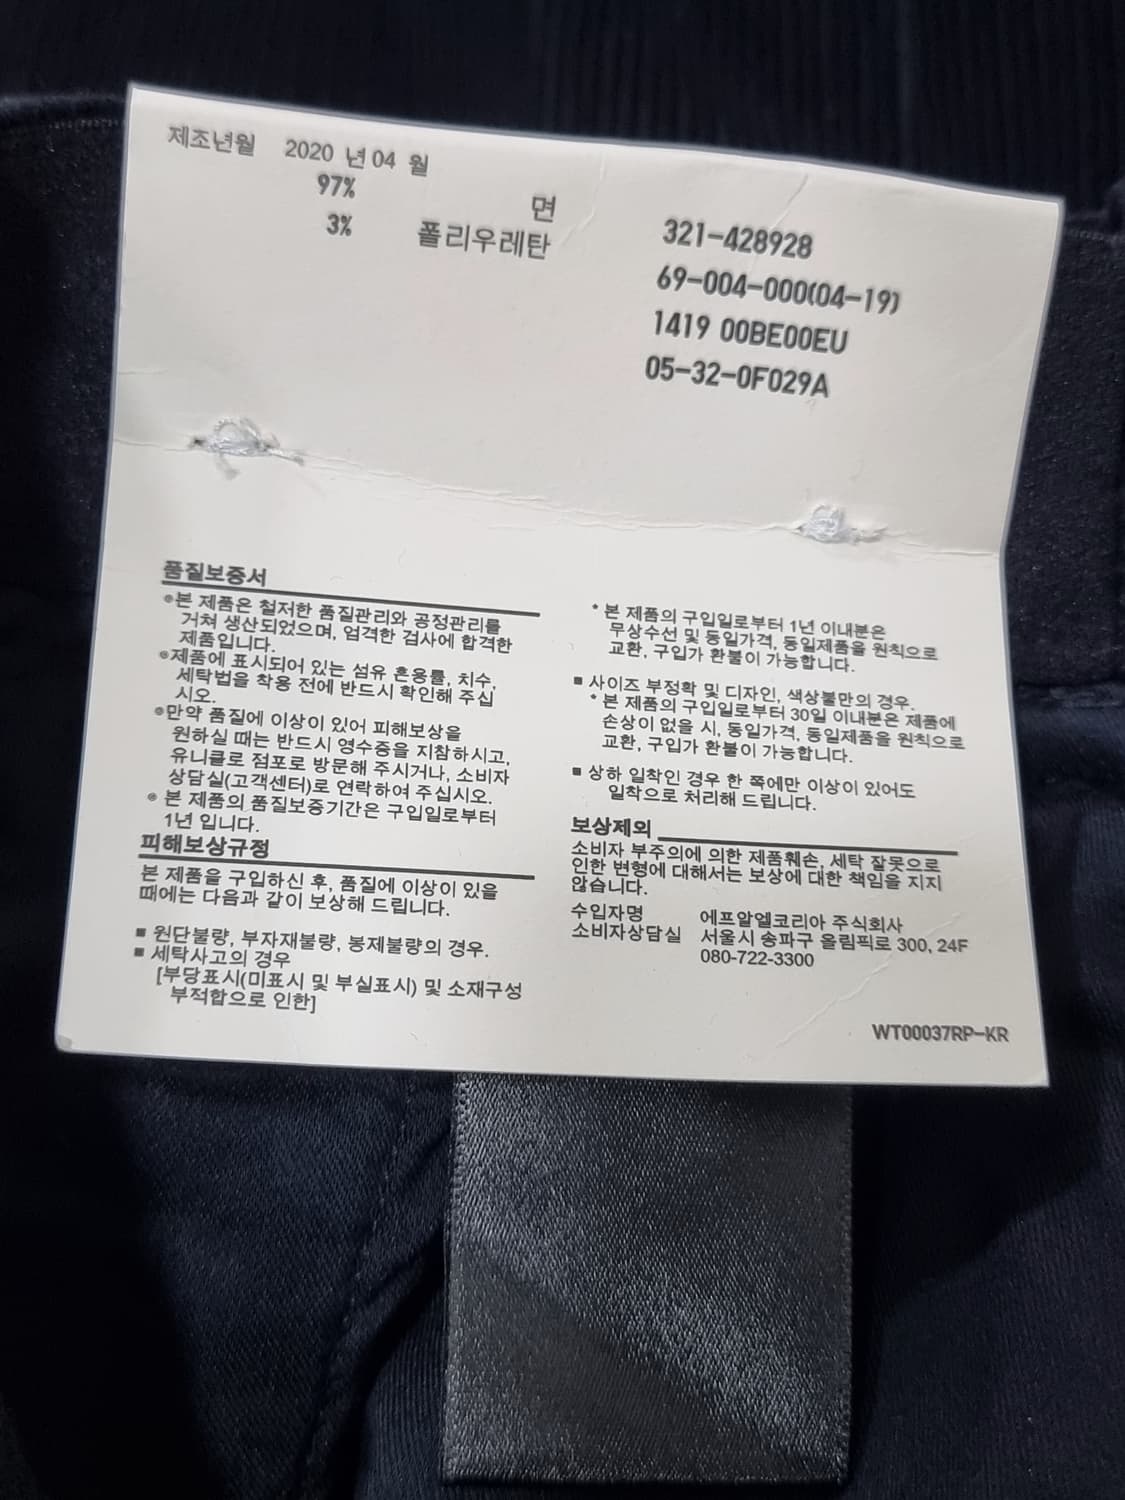 제조년월 2020 년 04 월
97% 면
3% 폴리우레탄
321-428928
69-004-000(04-19)
1419 00BE00EU
05-32-0F029A
품질보증서
◎본 제품은 철저한 품질관리와 공정관리를
거쳐 생산되었으며, 엄격한 검사에 합격한
제품입니다.
◎제품에 표시되어 있는 섬유 혼용률, 치수,
세탁법을 착용 전에 반드시 확인해 주십
시오.
◎만약 품질에 이상이 있어 피해보상을
원하실 때는 반드시 영수증을 지참하시고,
유니클로 점포로 방문해 주시거나, 소비자
상담실(고객센터)로 연락하여 주십시오.
◎ 본 제품의 품질보증기간은 구입일로부터
1년 입니다.
피해보상규정
본 제품을 구입하신 후, 품질에 이상이 있을
때에는 다음과 같이 보상해 드립니다.
■ 원단불량, 부자재불량, 봉제불량의 경우.
■ 세탁사고의 경우
[부당표시(미표시 및 부실표시) 및 소재구성
부적합으로 인한]
* 본 제품의 구입일로부터 1년 이내분은
무상수선 및 동일가격, 동일제품을 원칙으로
교환, 구입가 환불이 가능합니다.
■ 사이즈 부정확 및 디자인, 색상불만의 경우.
* 본 제품의 구입일로부터 30일 이내분은 제품에
손상이 없을 시, 동일가격, 동일제품을 원칙으로
교환, 구입가 환불이 가능합니다.
■ 상하 일착인 경우 한 쪽에만 이상이 있어도
일착으로 처리해 드립니다.
보상제외
소비자 부주의에 의한 제품훼손, 세탁 잘못으로
인한 변형에 대해서는 보상에 대한 책임을 지지
않습니다.
수입자명 에프알엘코리아 주식회사
소비자상담실 서울시 송파구 올림픽로 300, 24F
080-722-3300
WT00037RP-KR